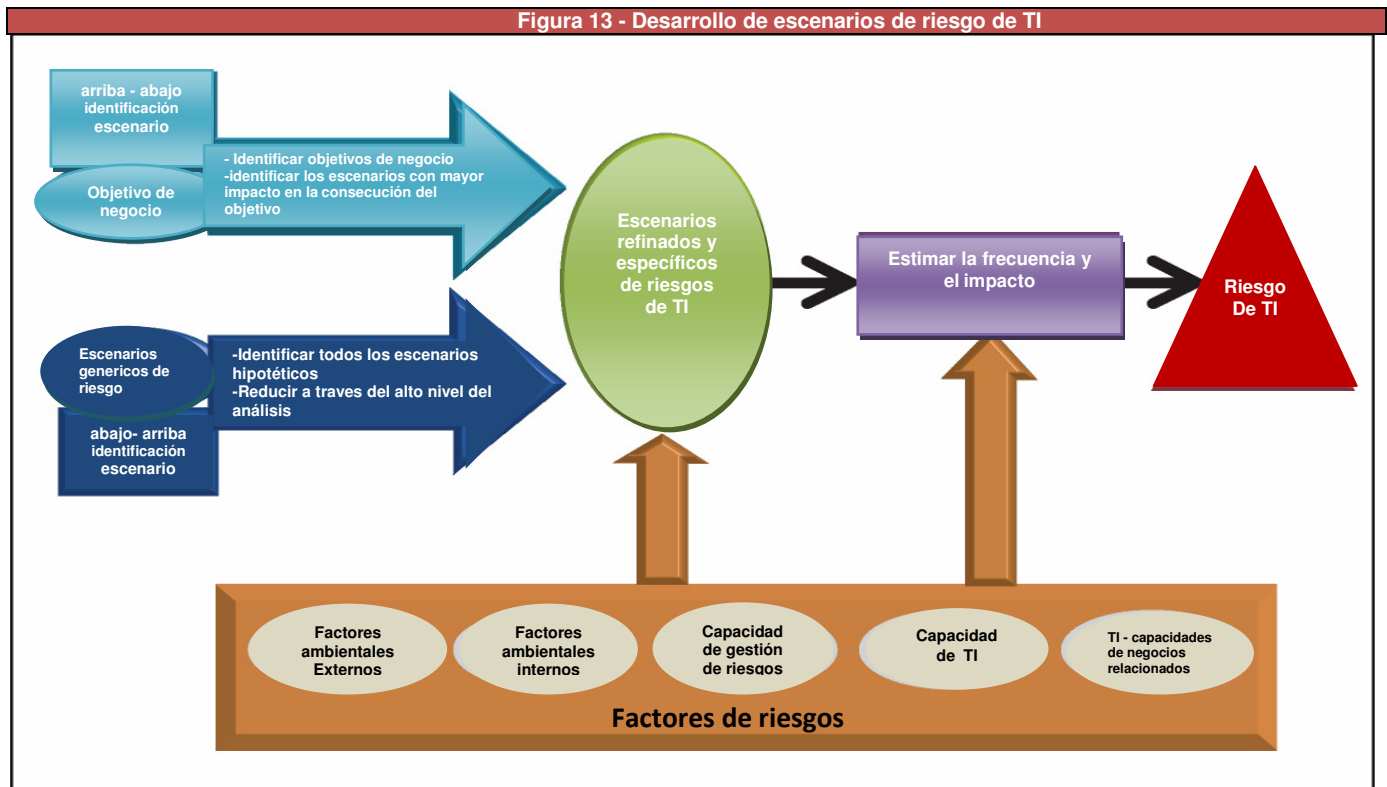 Figura 13 - Desarrollo de escenarios de riesgo de TI
arriba - abajo
identificación
escenario
Objetivo de
negocio
- Identificar objetivos de negocio
-identificar los escenarios con mayor
impacto en la consecución del
objetivo
Escenarios
genericos de
riesgo
abajo- arriba
identificación
escenario
-Identificar todos los escenarios
hipotéticos
-Reducir a traves del alto nivel del
análisis
Escenarios
refinados y
específicos
de riesgos
de TI
Estimar la frecuencia y
el impacto
Riesgo
De TI
Factores
ambientales
Externos
Factores
ambientales
internos
Capacidad
de gestión
de riesgos
Capacidad
de TI
TI - capacidades
de negocios
relacionados
Factores de riesgos